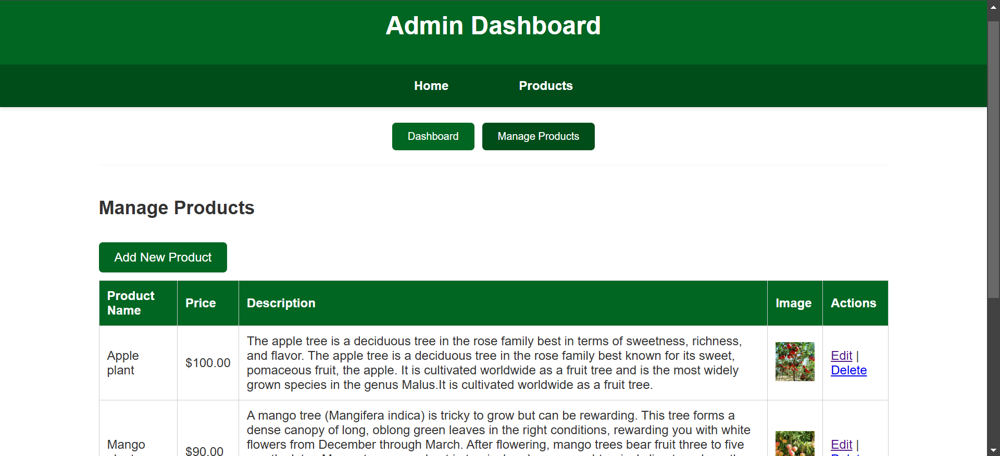 Admin Dashboard
Home Products
Dashboard Manage Products
Manage Products
Add New Product
Product Name Price Description Image Actions
Apple plant
$100.00
The apple tree is a deciduous tree in the rose family best in terms of sweetness, richness,
and flavor. The apple tree is a deciduous tree in the rose family best known for its sweet,
pomaceous fruit, the apple. It is cultivated worldwide as a fruit tree and is the most widely
grown species in the genus Malus.It is cultivated worldwide as a fruit tree.
Edit |
Delete
Mango
$90.00
A mango tree (Mangifera indica) is tricky to grow but can be rewarding. This tree forms a
dense canopy of long, oblong green leaves in the right conditions, rewarding you with white
flowers from December through March. After flowering, mango trees bear fruit three to five
Edit |